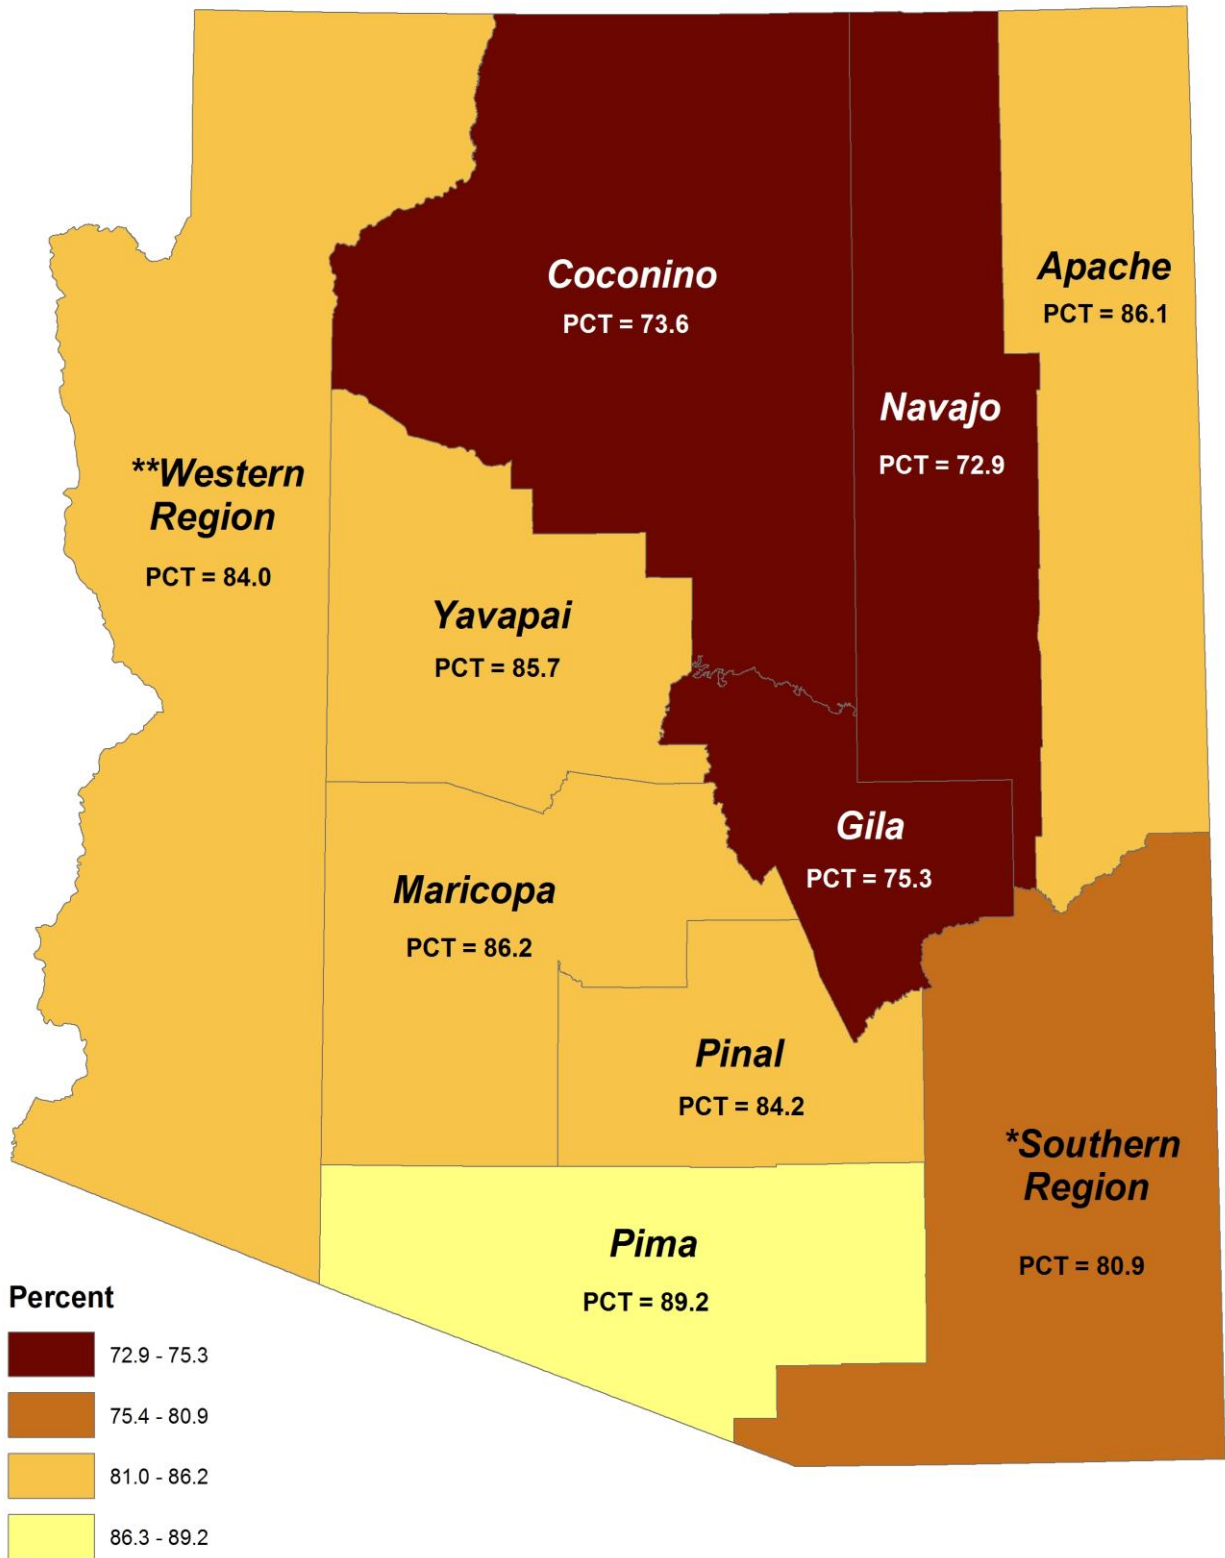 Coconino
PCT = 73.6
Apache
PCT = 86.1
Navajo
PCT = 72.9
**Western
Region
PCT = 84.0
Yavapai
PCT = 85.7
Gila
PCT = 75.3
Maricopa
PCT = 86.2
Pinal
PCT = 84.2
*Southern
Region
PCT = 80.9
Pima
PCT = 89.2
Percent
72.9 - 75.3
75.4 - 80.9
81.0 - 86.2
86.3 - 89.2